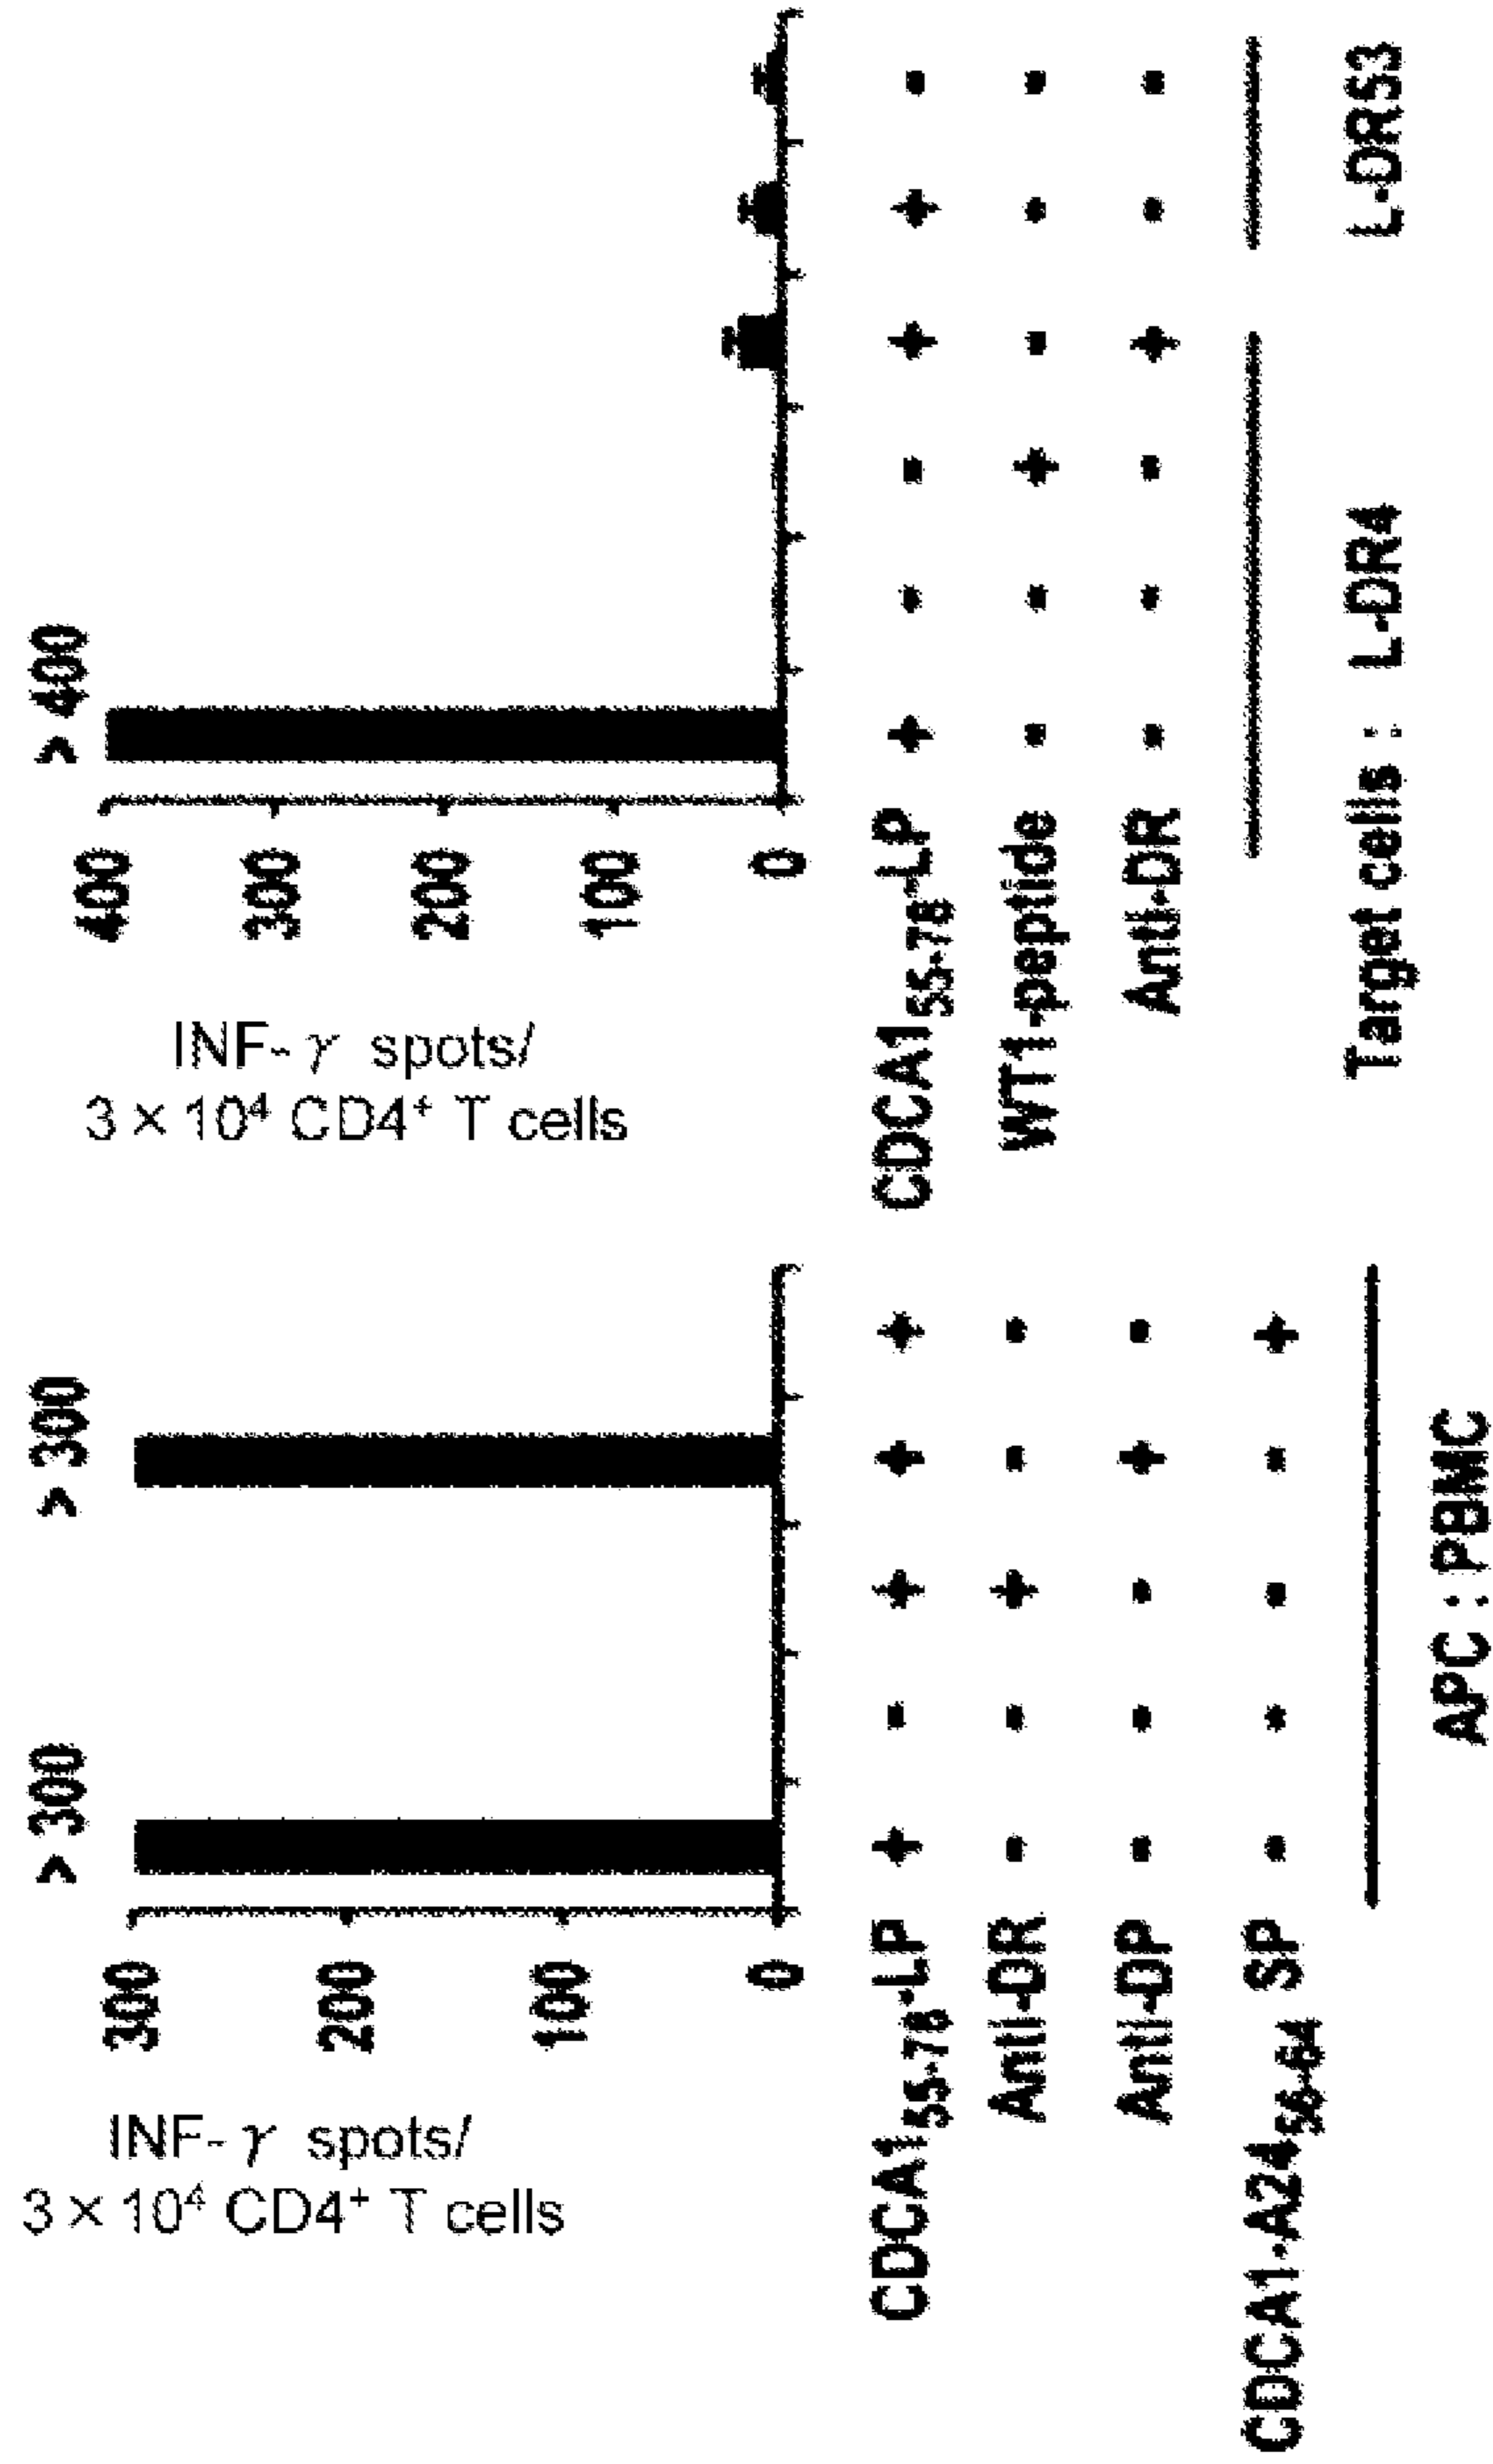 > 300 > 300
300
200
100
0
INF-γ spots/
3×10⁴ CD4⁺ T cells
CDCA1₅₅₋₇₈-LP + - + + +
Anti-DR - - + - -
Anti-DP - - - + -
CDCA1-A24₅₆₋₆₄ SP - - - - +
APC : PBMC
> 400
400
300
200
100
0
INF-γ spots/
3×10⁴ CD4⁺ T cells
CDCA1₅₅₋₇₈-LP + - - + + -
WT1-peptide - - + - - -
Anti-DR - - - + - -
Target cells : L-DR4 L-DR53